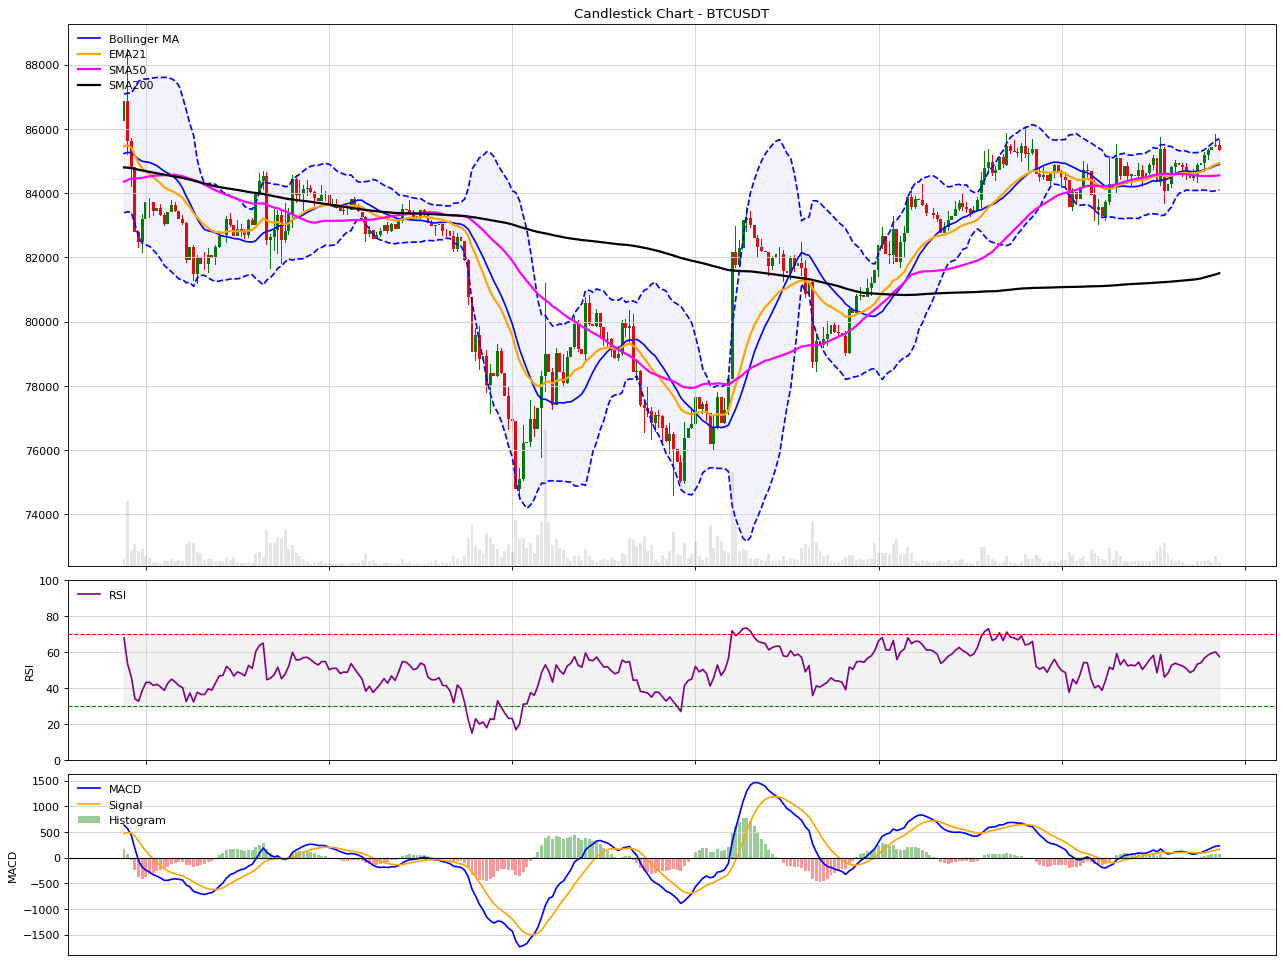 Candlestick Chart - BTCUSDT
Bollinger MA
EMA21
SMA50
SMA200
88000
86000
84000
82000
80000
78000
76000
74000
RSI
100
80
60
40
20
0
RSI
MACD
Signal
Histogram
1500
1000
500
0
−500
−1000
−1500
MACD